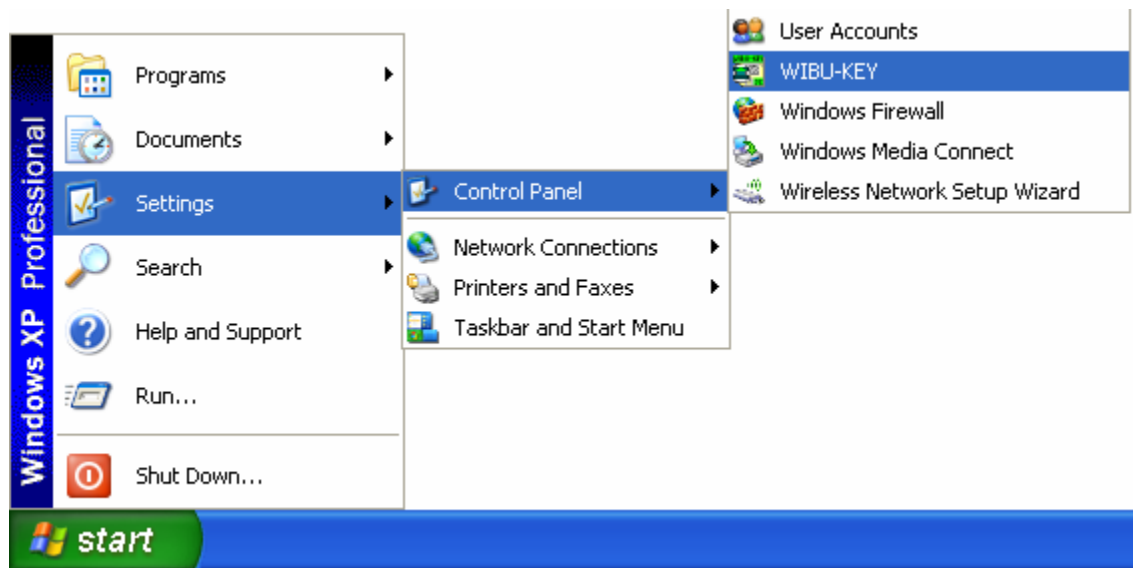 Windows XP Professional
Programs
Documents
Settings
Search
Help and Support
Run...
Shut Down...
Control Panel
Network Connections
Printers and Faxes
Taskbar and Start Menu
User Accounts
WIBU-KEY
Windows Firewall
Windows Media Connect
Wireless Network Setup Wizard
start